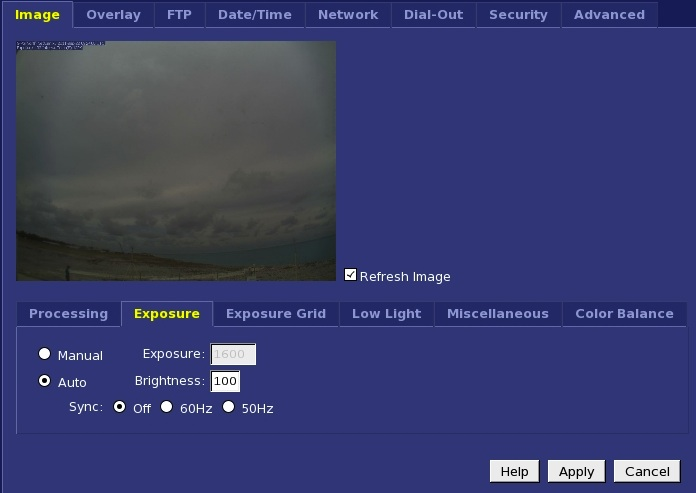 Image Overlay FTP Date/Time Network Dial-Out Security Advanced
Refresh Image
Processing Exposure Exposure Grid Low Light Miscellaneous Color Balance
Manual Exposure: 1600
Auto Brightness: 100
Sync: Off 60Hz 50Hz
Help Apply Cancel